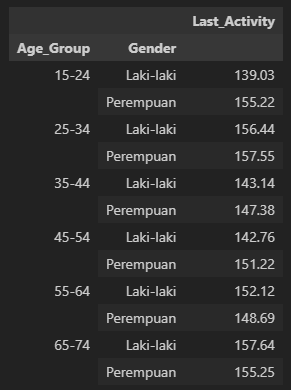 Last_Activity
Age_Group Gender
15-24 Laki-laki 139.03
Perempuan 155.22
25-34 Laki-laki 156.44
Perempuan 157.55
35-44 Laki-laki 143.14
Perempuan 147.38
45-54 Laki-laki 142.76
Perempuan 151.22
55-64 Laki-laki 152.12
Perempuan 148.69
65-74 Laki-laki 157.64
Perempuan 155.25